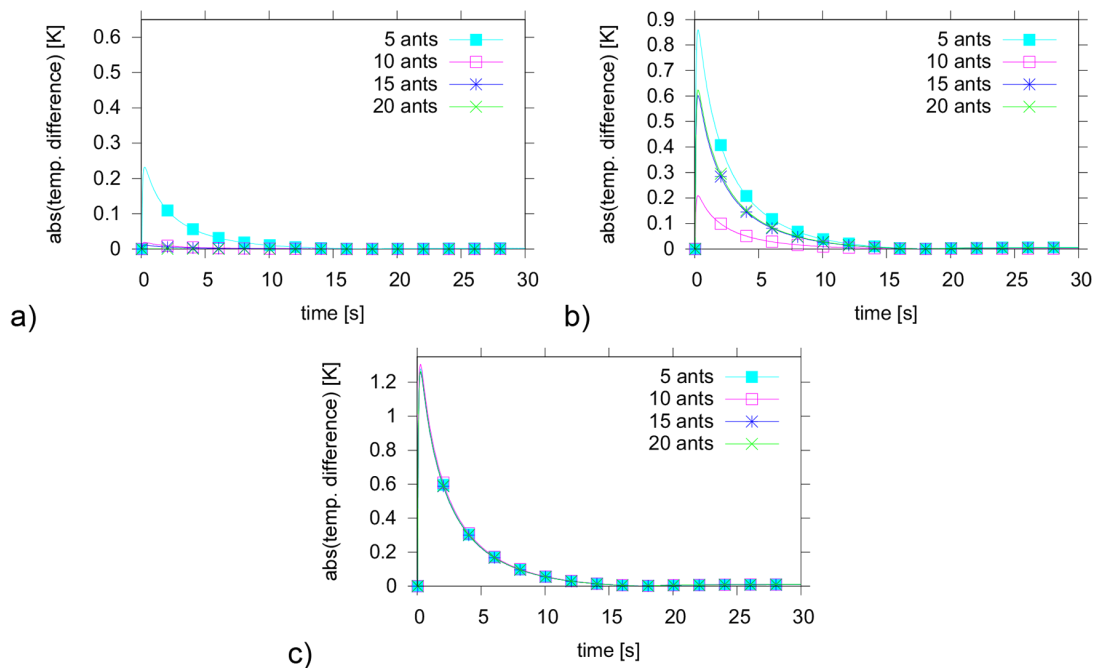 abs(temp. difference) [K]
0.6
0.5
0.4
0.3
0.2
0.1
0
5 ants
10 ants
15 ants
20 ants
0 5 10 15 20 25 30
time [s]
a)
abs(temp. difference) [K]
0.9
0.8
0.7
0.6
0.5
0.4
0.3
0.2
0.1
0
5 ants
10 ants
15 ants
20 ants
0 5 10 15 20 25 30
time [s]
b)
abs(temp. difference) [K]
1.2
1
0.8
0.6
0.4
0.2
0
5 ants
10 ants
15 ants
20 ants
0 5 10 15 20 25 30
time [s]
c)